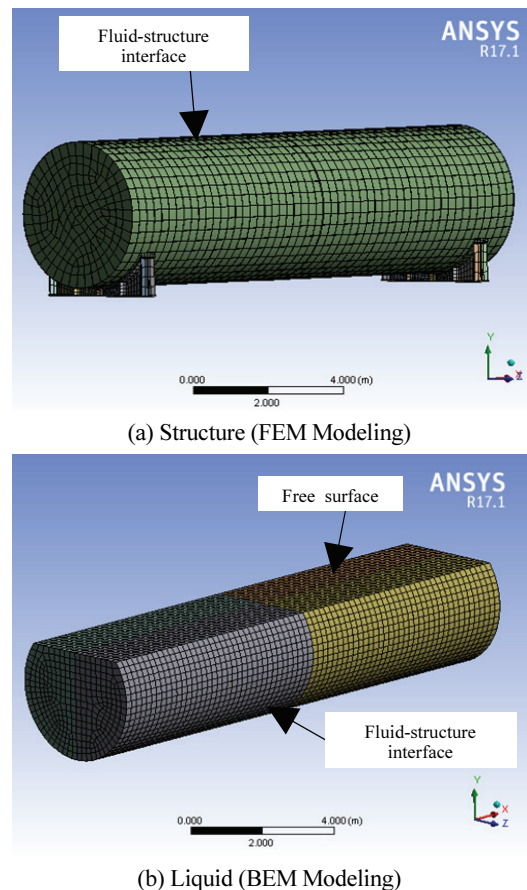 Fluid-structure
interface
ANSYS
R17.1
0.000
4.000 (m)
2.000
Y
X
Z
(a) Structure (FEM Modeling)
Free surface
ANSYS
R17.1
Fluid-structure
interface
0.000
4.000 (m)
2.000
Y
X
Z
(b) Liquid (BEM Modeling)